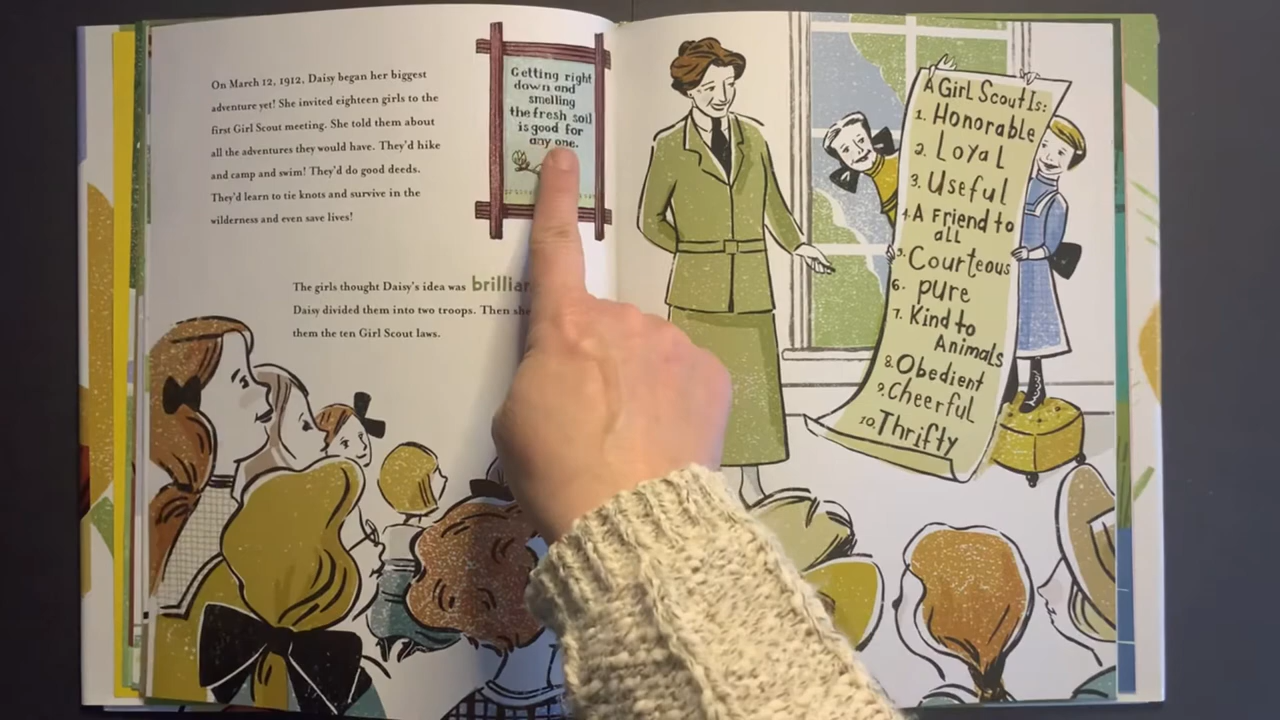 On March 12, 1912, Daisy began her biggest
adventure yet! She invited eighteen girls to the
first Girl Scout meeting. She told them about
all the adventures they would have. They'd hike
and camp and swim! They'd do good deeds.
They'd learn to tie knots and survive in the
wilderness and even save lives!
Getting right
down and
smelling
the fresh soil
is good for
any one.
The girls thought Daisy's idea was
Daisy divided them into two troops. Then
them the ten Girl Scout laws.
A Girl Scout Is:
1. Honorable
2. Loyal
3. Useful
4. A Friend to
all
5. Courteous
6. pure
7. Kind to
Animals
8. Obedient
9. Cheerful
10. Thrifty